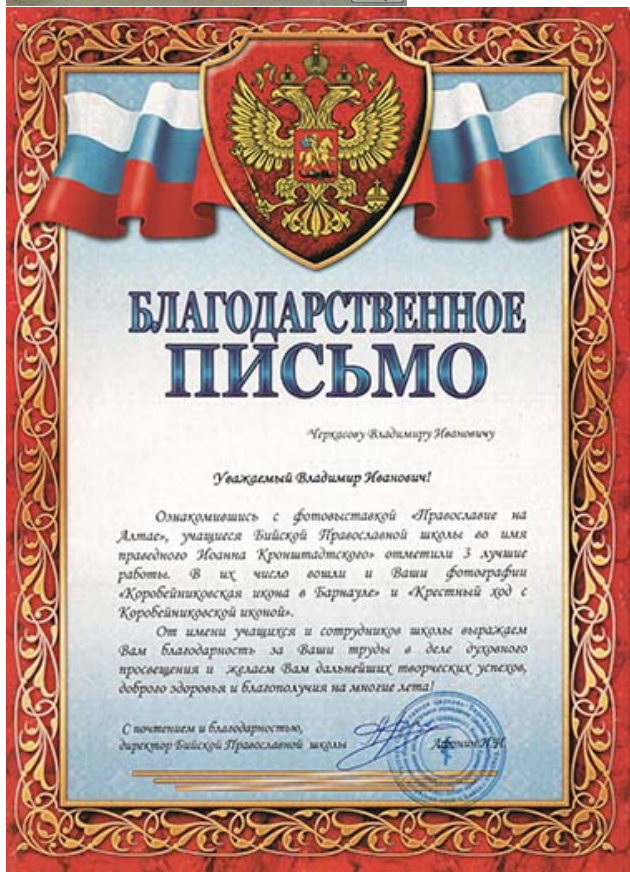 БЛАГОДАРСТВЕННОЕ
ПИСЬМО
Черкасову Владимиру Ивановичу
Уважаемый Владимир Иванович!
Ознакомившись с фотовыставкой «Православие на
Алтае», учащиеся Бийской Православной школы во имя
праведного Иоанна Кронштадтского» отметили 3 лучшие
работы. В их число вошли и Ваши фотографии
«Коробейниковская икона в Барнауле» и «Крестный ход с
Коробейниковской иконой».
От имени учащихся и сотрудников школы выражаем
Вам благодарность за Ваши труды в деле духовного
просвещения и желаем Вам дальнейших творческих успехов,
доброго здоровья и благополучия на многие лета!
С почтением и благодарностью,
директор Бийской Православной школы Афонин Н.Н.